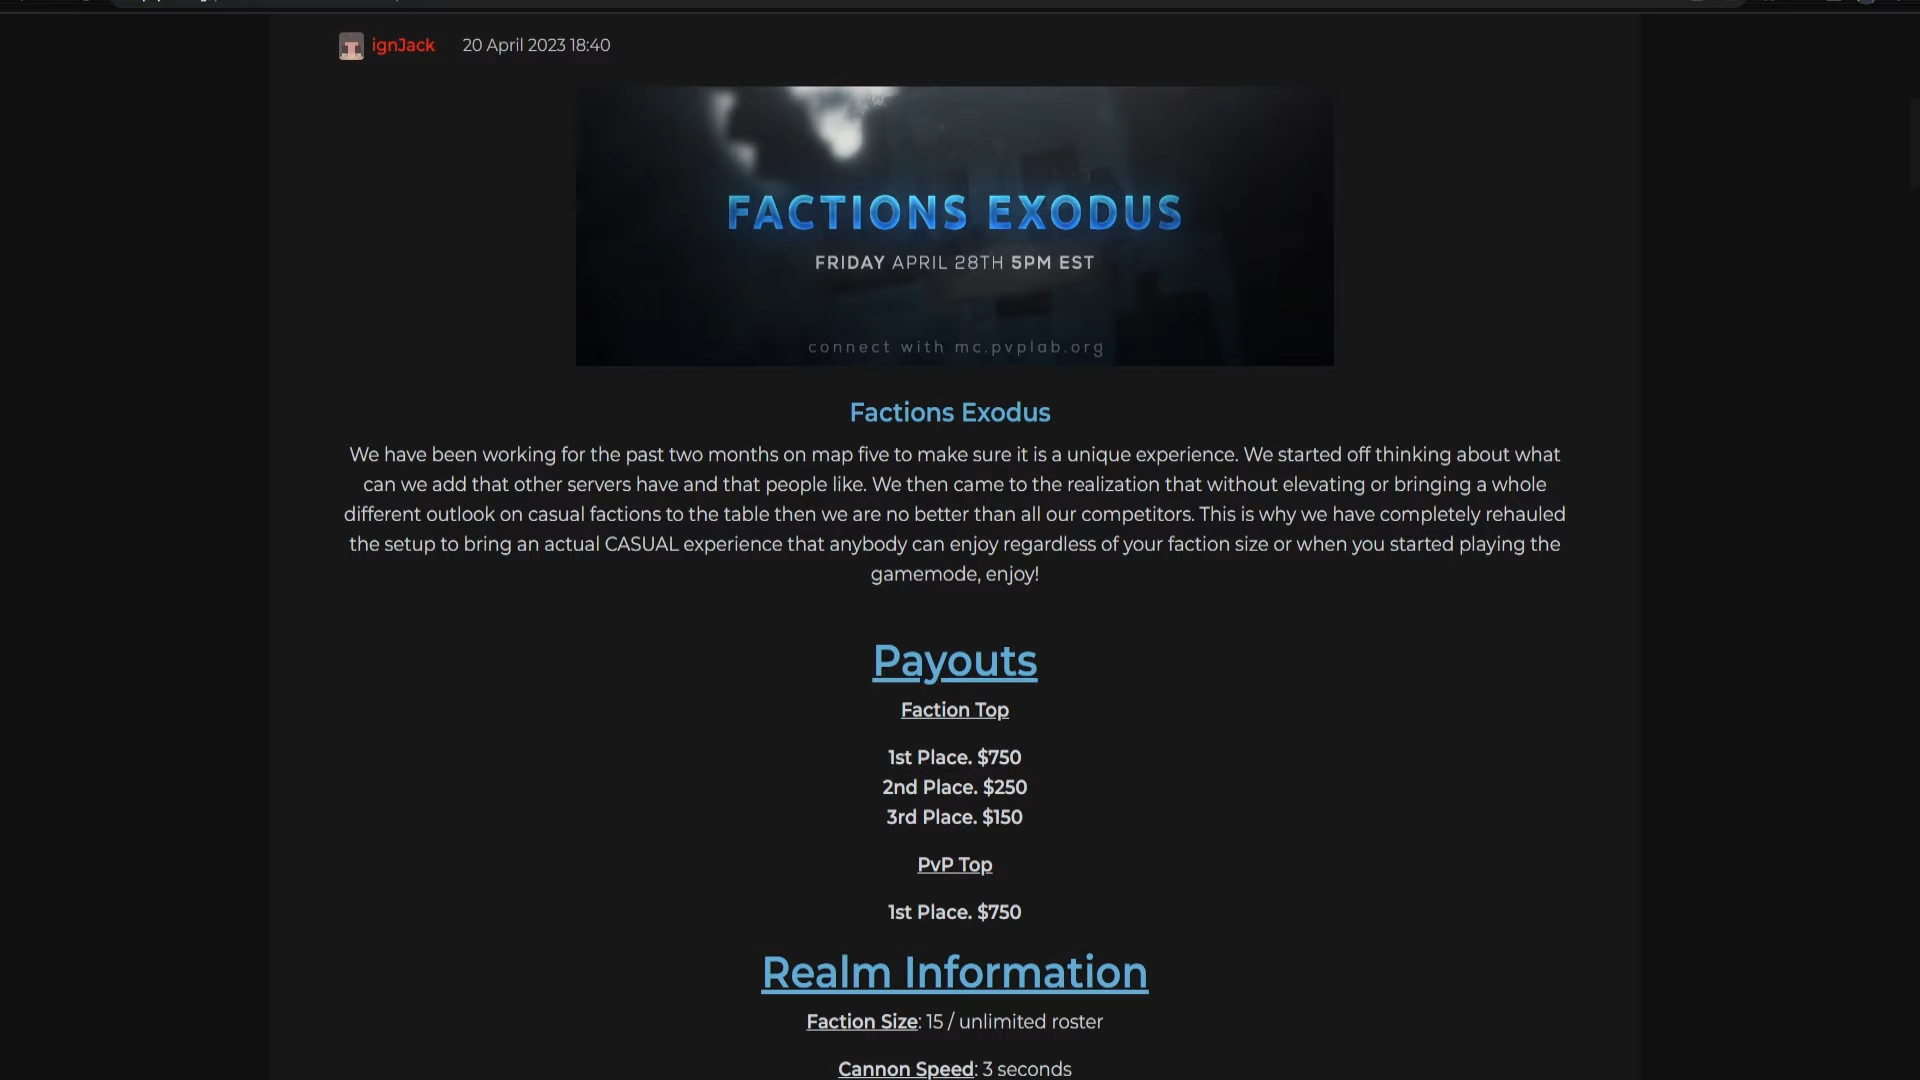 ignJack 20 April 2023 18:40
FACTIONS EXODUS
FRIDAY APRIL 28TH 5PM EST
connect with mc.pvplab.org
Factions Exodus
We have been working for the past two months on map five to make sure it is a unique experience. We started off thinking about what
can we add that other servers have and that people like. We then came to the realization that without elevating or bringing a whole
different outlook on casual factions to the table then we are no better than all our competitors. This is why we have completely rehauled
the setup to bring an actual CASUAL experience that anybody can enjoy regardless of your faction size or when you started playing the
gamemode, enjoy!
Payouts
Faction Top
1st Place. $750
2nd Place. $250
3rd Place. $150
PvP Top
1st Place. $750
Realm Information
Faction Size: 15 / unlimited roster
Cannon Speed: 3 seconds